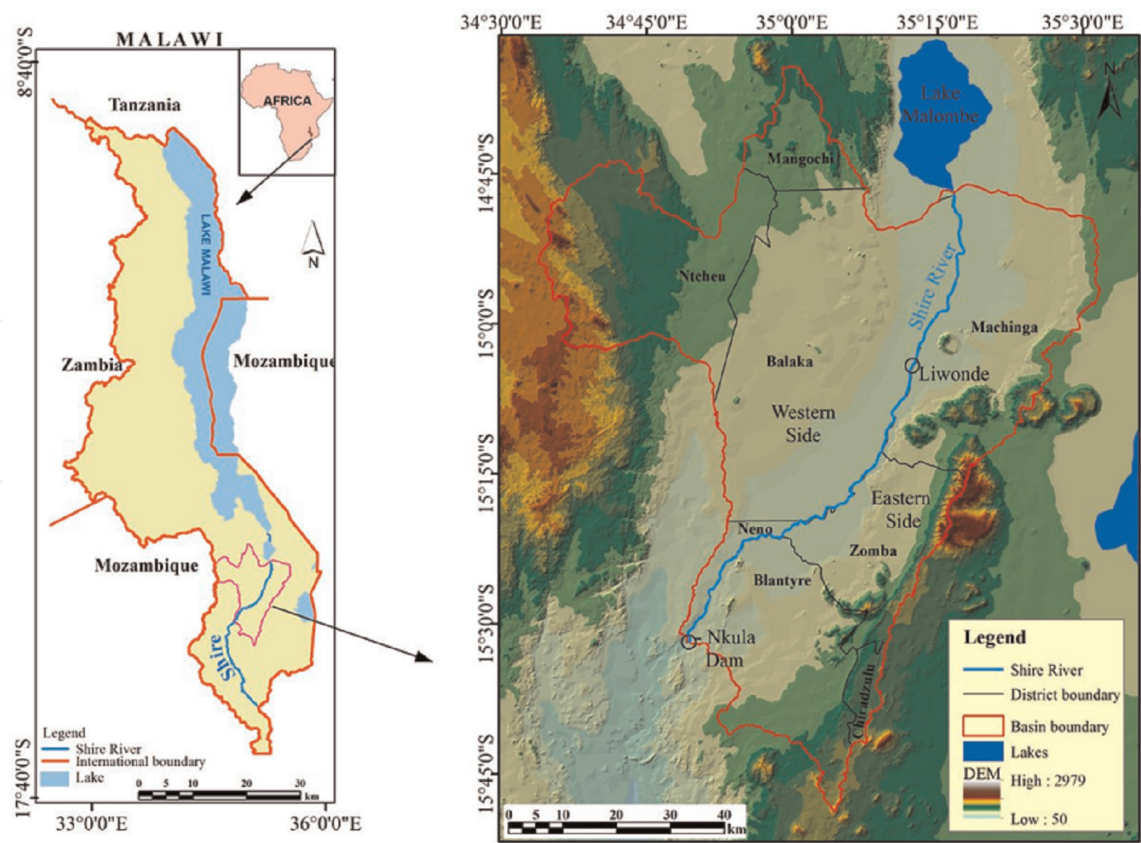 MALAWI
8°40'0"S
17°40'0"S
33°00'0"E
36°00'0"E
AFRICA
Tanzania
LAKE MALAWI
N
Zambia
Mozambique
Mozambique
Shire
Legend
Shire River
International boundary
Lake
0 5 10 20 30
km
34°30'0"E
34°45'0"E
35°00'0"E
35°15'0"E
35°30'0"E
14°45'0"S
15°00'0"S
15°15'0"S
15°30'0"S
15°45'0"S
N
Lake
Malombe
Mangochi
Ntcheu
Shire River
Machinga
Balaka
Liwonde
Western
Side
Eastern
Side
Neno
Zomba
Blantyre
Nkula
Dam
Chiradzulu
Legend
Shire River
District boundary
Basin boundary
Lakes
DEM
High : 2979
Low : 50
0 5 10 20 30 40
km